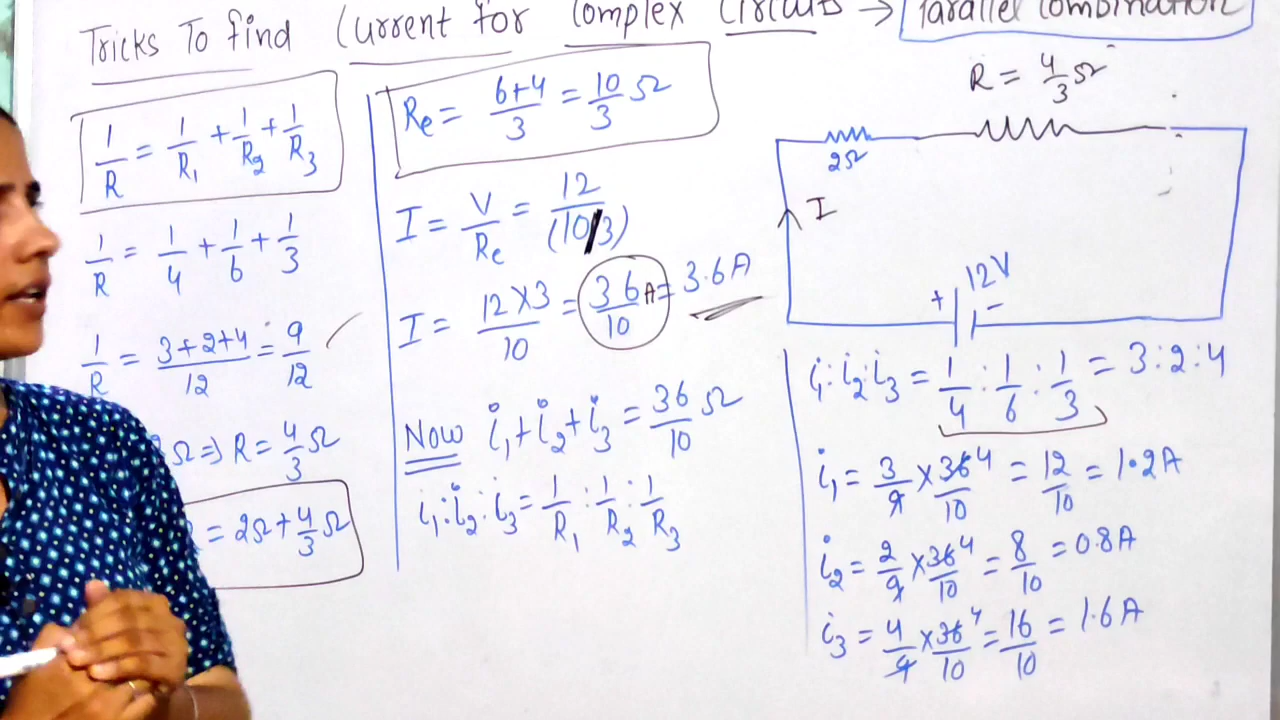 Tricks To find Current for Complex Circuits → Parallel Combination
1/R = 1/R₁ + 1/R₂ + 1/R₃
1/R = 1/4 + 1/6 + 1/3
1/R = 3+2+4/12 = 9/12
Ω ⇒ R = 4/3 Ω
= 2Ω + 4/3 Ω
Re = 6+4/3 = 10/3 Ω
I = V/Re = 12/(10/3)
I = 12×3/10 = 36/10 A = 3.6A
Now i₁+i₂+i₃ = 36/10 Ω
i₁:i₂:i₃ = 1/R₁ : 1/R₂ : 1/R₃
R = 4/3 Ω
2Ω
I
+ 12V −
i₁:i₂:i₃ = 1/4 : 1/6 : 1/3 = 3:2:4
i₁ = 3/9 × 36 4/10 = 12/10 = 1.2A
i₂ = 2/9 × 36 4/10 = 8/10 = 0.8A
i₃ = 4/9 × 36 4/10 = 16/10 = 1.6A